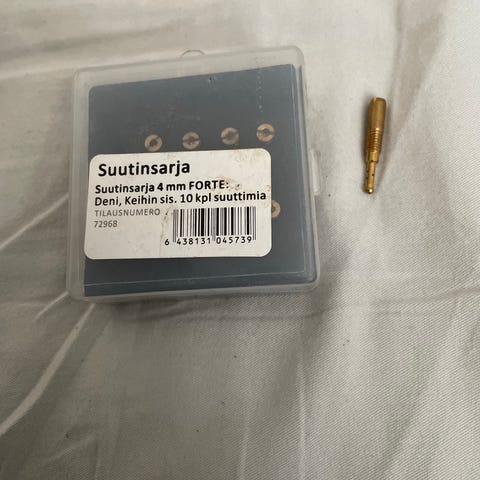 Suutinsarja
Suutinsarja 4 mm FORTE:
Deni, Keihin sis. 10 kpl suuttimia
TILAUSNUMERO
72968
6 438131 045739